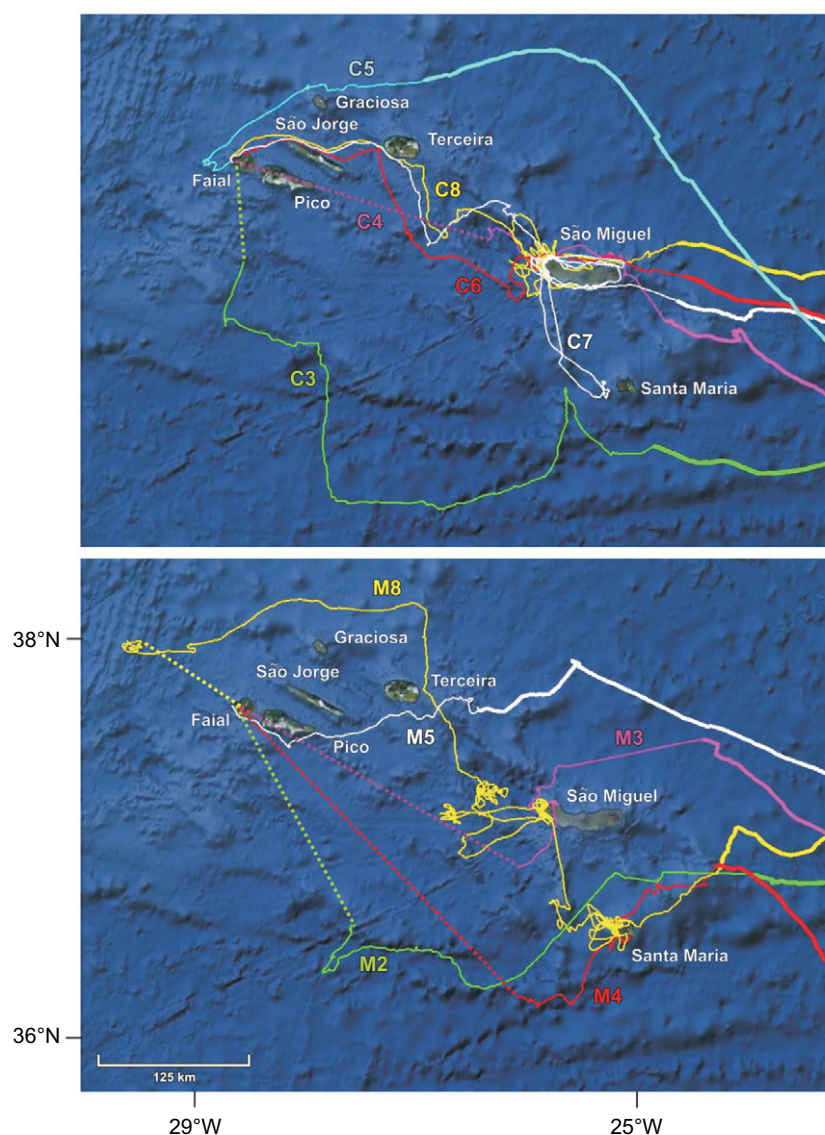 C5
Graciosa
São Jorge
Terceira
Faial
Pico
C8
C4
São Miguel
C6
C7
C3
Santa Maria
38°N
M8
Graciosa
São Jorge
Terceira
Faial
Pico
M5
M3
São Miguel
Santa Maria
M2
M4
36°N
125 km
29°W
25°W